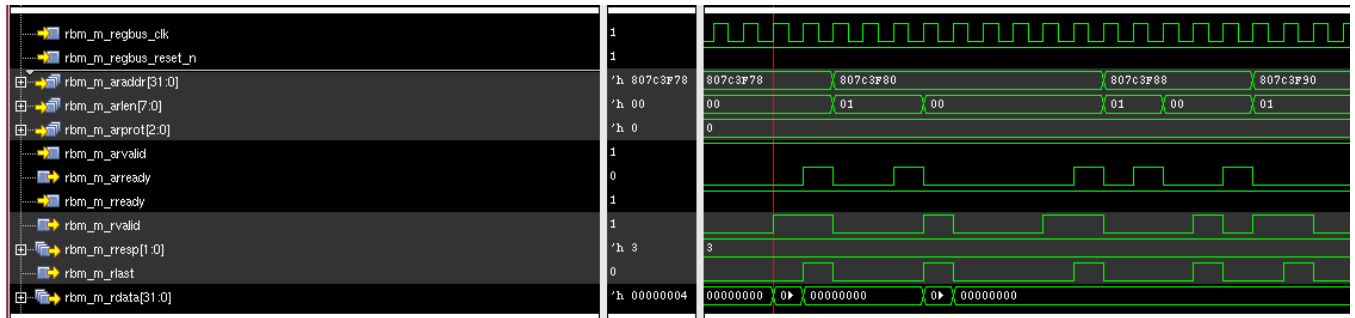 rbm_m_regbus_clk 1
rbm_m_regbus_reset_n 1
rbm_m_araddr[31:0] 'h 807c3F78 807c3F78 807c3F80 807c3F88 807c3F90
rbm_m_arlen[7:0] 'h 00 00 01 00 01 00 01
rbm_m_arprot[2:0] 'h 0 0
rbm_m_arvalid 1
rbm_m_arready 0
rbm_m_rready 1
rbm_m_rvalid 1
rbm_m_rresp[1:0] 'h 3 3
rbm_m_rlast 0
rbm_m_rdata[31:0] 'h 00000004 00000000 0 00000000 0 00000000